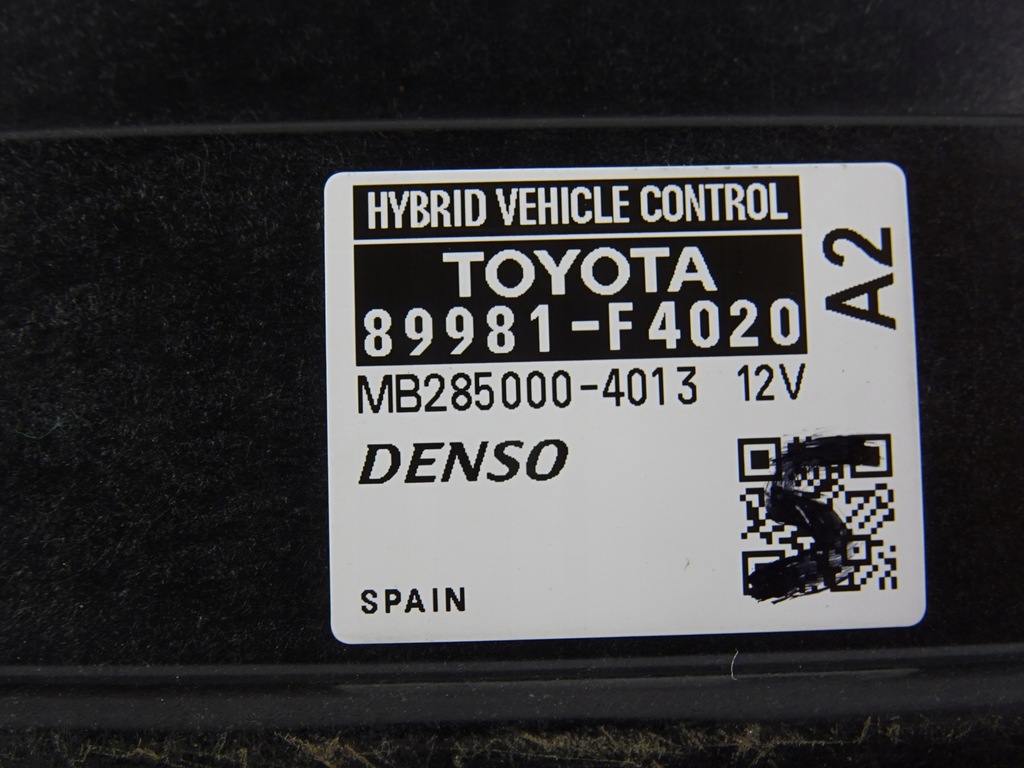 HYBRID VEHICLE CONTROL
TOYOTA
89981-F4020
A2
MB285000-4013 12V
DENSO
SPAIN